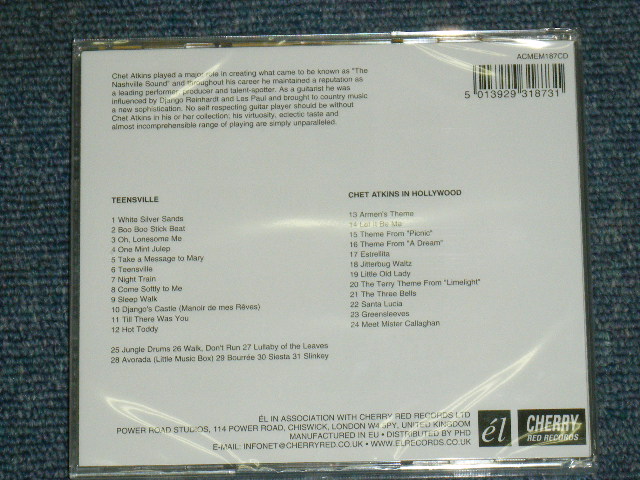 ACMEM187CD
Chet Atkins played a major role in creating what came to be known as "The
Nashville Sound" and throughout his career he maintained a reputation as
a leading performer, producer and talent-spotter. As a guitarist he was
influenced by Django Reinhardt and Les Paul and brought to country music
a new sophistication. No self respecting guitar player should be without
Chet Atkins in his or her collection; his virtuosity, eclectic taste and
almost incomprehensible range of playing are simply unparalleled.
5 013929 318731
TEENSVILLE
1 White Silver Sands
2 Boo Boo Stick Beat
3 Oh, Lonesome Me
4 One Mint Julep
5 Take a Message to Mary
6 Teensville
7 Night Train
8 Come Softly to Me
9 Sleep Walk
10 Django's Castle (Manoir de mes Rêves)
11 Till There Was You
12 Hot Toddy
CHET ATKINS IN HOLLYWOOD
13 Armen's Theme
14 Let It Be Me
15 Theme From "Picnic"
16 Theme From "A Dream"
17 Estrellita
18 Jitterbug Waltz
19 Little Old Lady
20 The Terry Theme From "Limelight"
21 The Three Bells
22 Santa Lucia
23 Greensleeves
24 Meet Mister Callaghan
25 Jungle Drums 26 Walk, Don't Run 27 Lullaby of the Leaves
28 Avorada (Little Music Box) 29 Bourrée 30 Siesta 31 Slinkey
ÉL IN ASSOCIATION WITH CHERRY RED RECORDS LTD
POWER ROAD STUDIOS, 114 POWER ROAD, CHISWICK, LONDON W4 5PY, UNITED KINGDOM
MANUFACTURED IN EU • DISTRIBUTED BY PHD
E-MAIL: INFONET@CHERRYRED.CO.UK • WWW.ELRECORDS.CO.UK
él
CHERRY
RED RECORDS